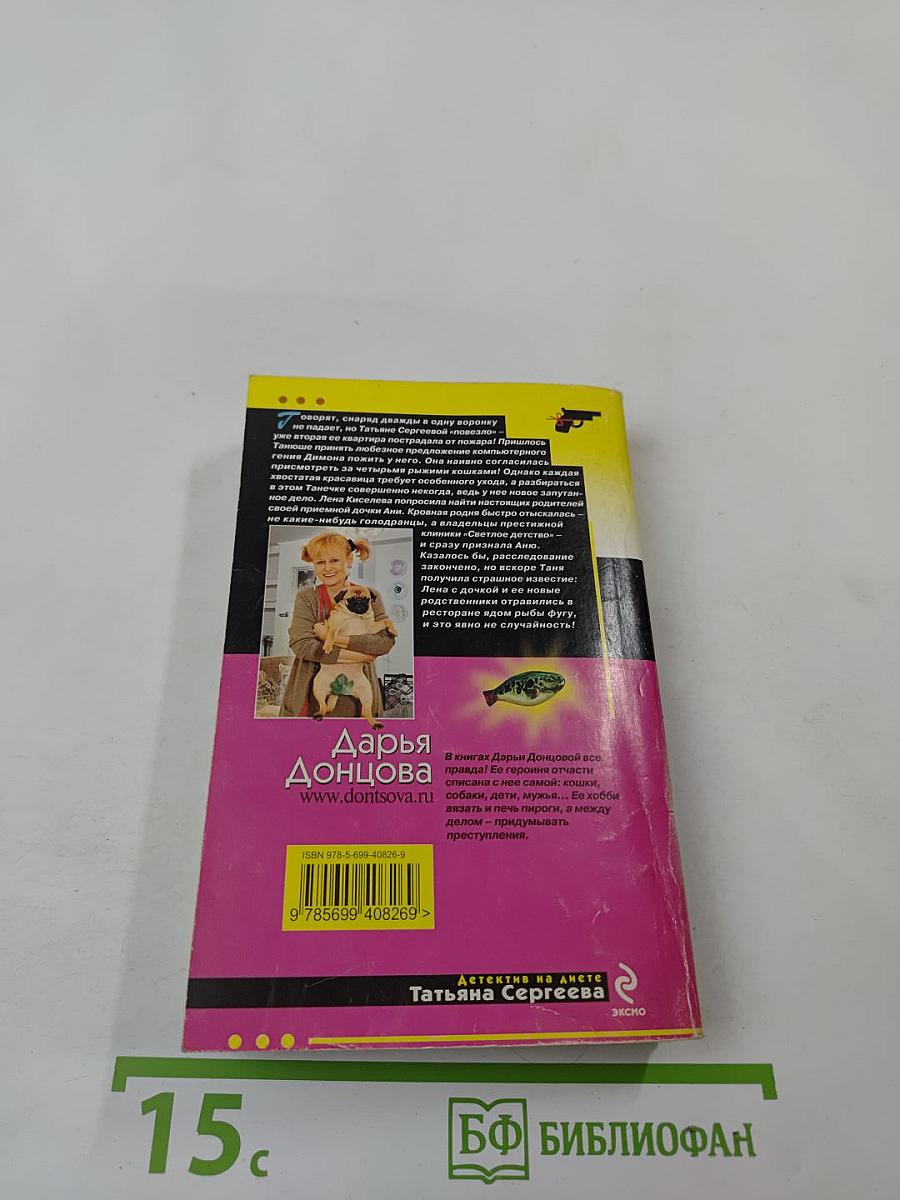 Говорят, снаряд дважды в одну воронку
не падает, но Татьяне Сергеевой «повезло» –
уже вторая ее квартира пострадала от пожара! Пришлось
Танюше принять любезное предложение компьютерного
гения Димона пожить у него. Она наивно согласилась
присмотреть за четырьмя рыжими кошками! Однако каждая
хвостатая красавица требует особенного ухода, а разбираться
в этом Танечке совершенно некогда, ведь у нее новое запутан-
ное дело. Лена Киселева попросила найти настоящих родителей
своей приемной дочки Ани. Кровная родня быстро отыскалась –
не какие-нибудь голодранцы, а владельцы престижной
клиники «Светлое детство» –
и сразу признала Аню.
Казалось бы, расследование
закончено, но вскоре Таня
получила страшное известие:
Лена с дочкой и ее новые
родственники отравились в
ресторане ядом рыбы фугу,
и это явно не случайность!
Дарья
Донцова
www.dontsova.ru
В книгах Дарьи Донцовой все
правда! Ее героиня отчасти
списана с нее самой: кошки,
собаки, дети, мужья... Ее хобби
вязать и печь пироги, а между
делом – придумывать
преступления.
ISBN 978-5-699-40826-9
9 785699 408269 >
Детектив на диете
Татьяна Сергеева
ЭКСМО
15 с
БФ БИБЛИОФАН